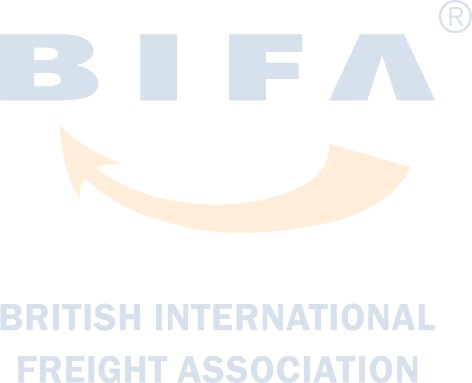 BIFA®
BRITISH INTERNATIONAL
FREIGHT ASSOCIATION